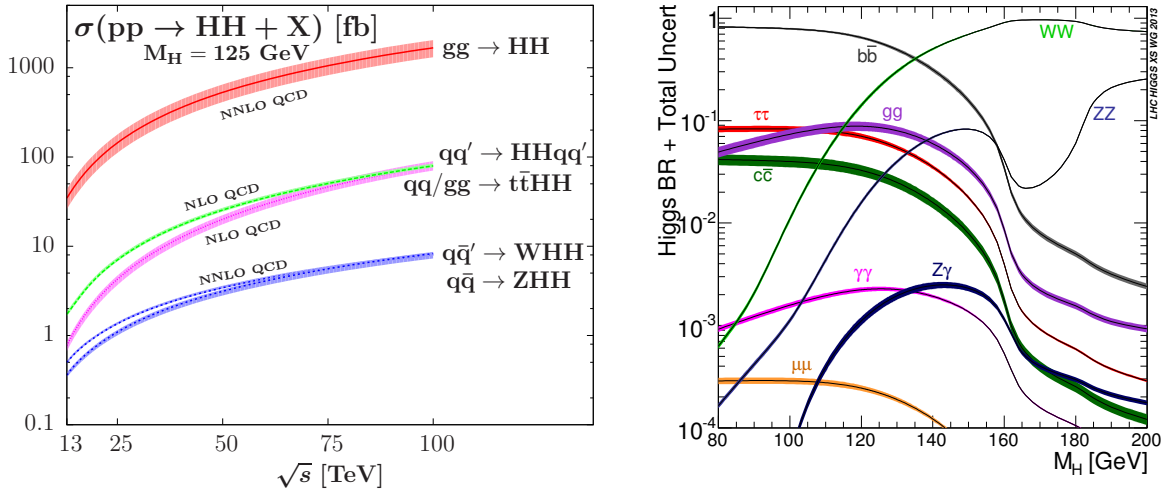 σ(pp → HH + X) [fb]
M_H = 125 GeV
gg → HH
NNLO QCD
qq′ → HHqq′
qq/gg → tt̄HH
NLO QCD
NLO QCD
qq̄′ → WHH
qq̄ → ZHH
NNLO QCD
1000
100
10
1
0.1
13
25
50
75
100
√s [TeV]
Higgs BR + Total Uncert
LHC HIGGS XS WG 2013
1
10⁻¹
10⁻²
10⁻³
10⁻⁴
WW
bb̄
ττ
gg
ZZ
cc̄
γγ
Zγ
μμ
80
100
120
140
160
180
200
M_H [GeV]